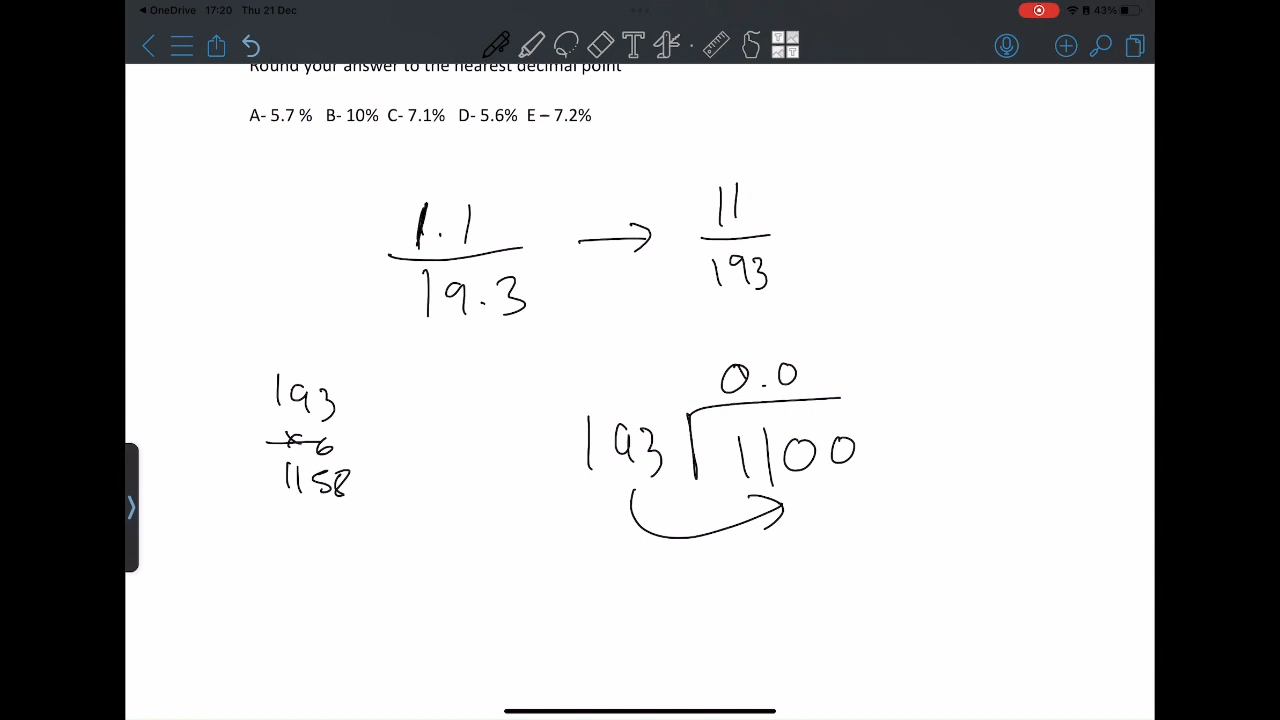 OneDrive 17:20 Thu 21 Dec 43%
Round your answer to the nearest decimal point
A- 5.7 % B- 10% C- 7.1% D- 5.6% E – 7.2%
1.1
19.3
11
193
193
x 6
1158
0.0
193 1100